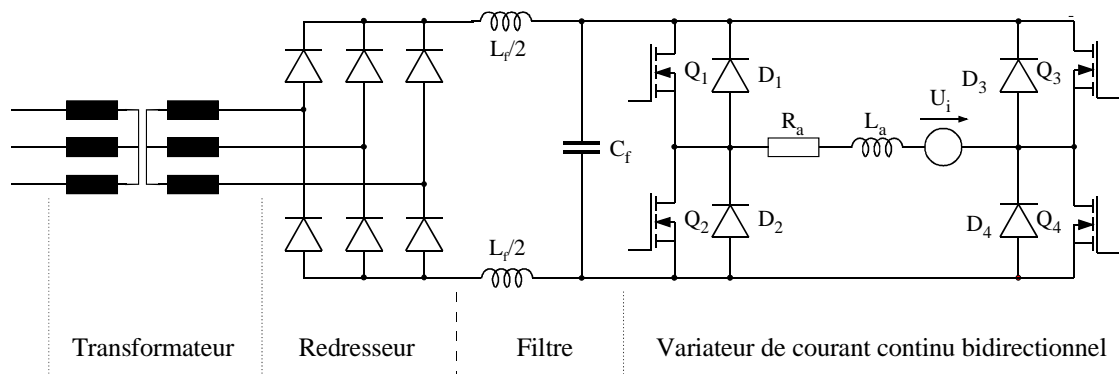 L_f/2
Q_1
D_1
D_3
Q_3
U_i
R_a
L_a
C_f
Q_2
D_2
D_4
Q_4
L_f/2
Transformateur
Redresseur
Filtre
Variateur de courant continu bidirectionnel